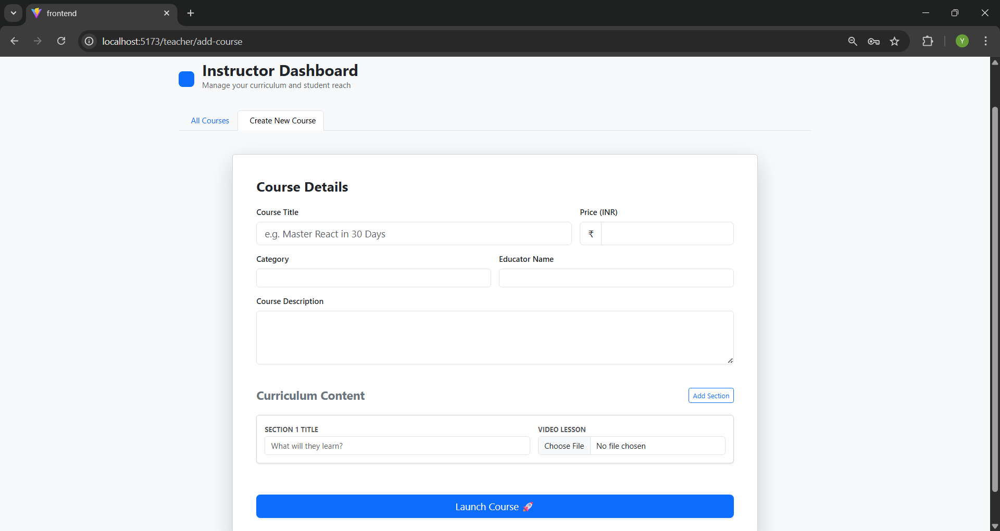 frontend
localhost:5173/teacher/add-course
Y
Instructor Dashboard
Manage your curriculum and student reach
All Courses
Create New Course
Course Details
Course Title
Price (INR)
e.g. Master React in 30 Days
₹
Category
Educator Name
Course Description
Curriculum Content
Add Section
SECTION 1 TITLE
VIDEO LESSON
What will they learn?
Choose File
No file chosen
Launch Course 🚀